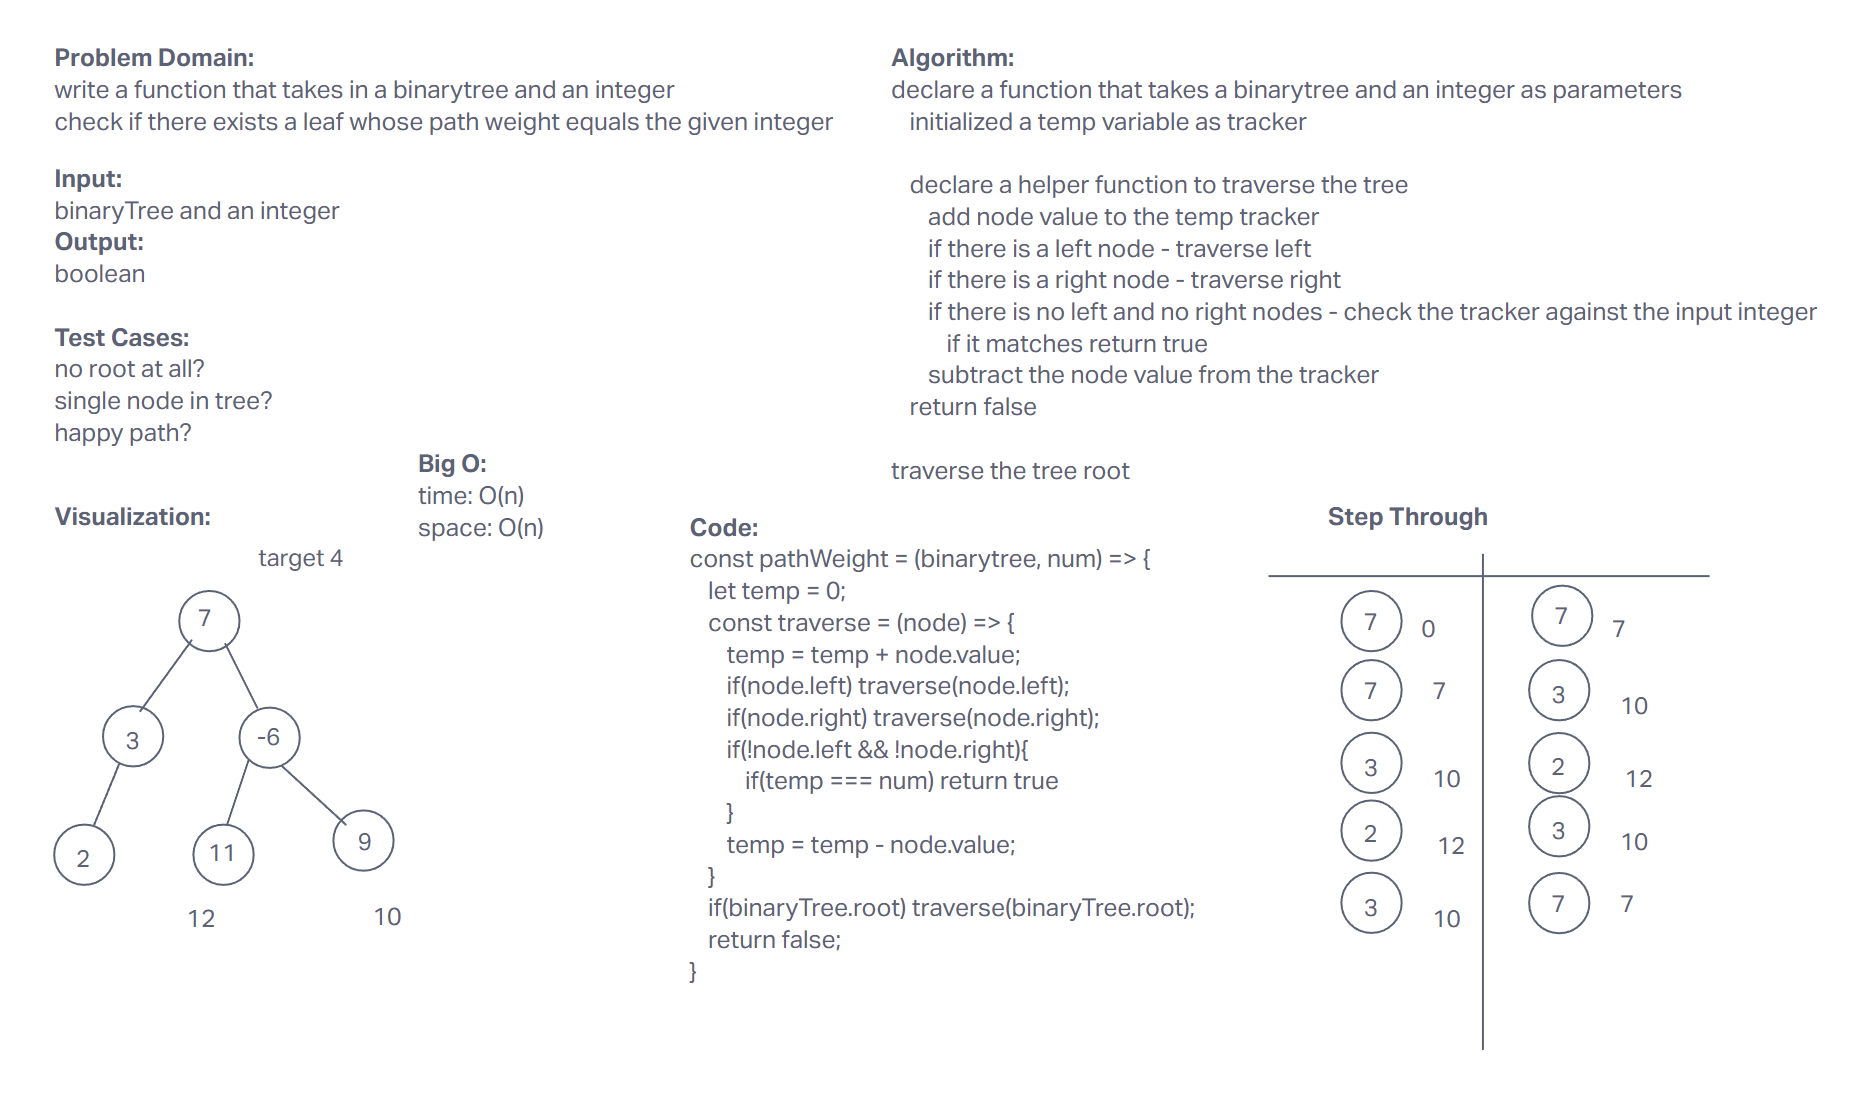 Problem Domain:
write a function that takes in a binarytree and an integer
check if there exists a leaf whose path weight equals the given integer
Input:
binaryTree and an integer
Output:
boolean
Test Cases:
no root at all?
single node in tree?
happy path?
Big O:
time: O(n)
space: O(n)
Visualization:
target 4
7
3
-6
2
11
9
12
10
Algorithm:
declare a function that takes a binarytree and an integer as parameters
initialized a temp variable as tracker
declare a helper function to traverse the tree
add node value to the temp tracker
if there is a left node - traverse left
if there is a right node - traverse right
if there is no left and no right nodes - check the tracker against the input integer
if it matches return true
subtract the node value from the tracker
return false
traverse the tree root
Code:
const pathWeight = (binarytree, num) => {
let temp = 0;
const traverse = (node) => {
temp = temp + node.value;
if(node.left) traverse(node.left);
if(node.right) traverse(node.right);
if(!node.left && !node.right){
if(temp === num) return true
}
temp = temp - node.value;
}
if(binaryTree.root) traverse(binaryTree.root);
return false;
}
Step Through
7 0 7 7
7 7 3 10
3 10 2 12
2 12 3 10
3 10 7 7